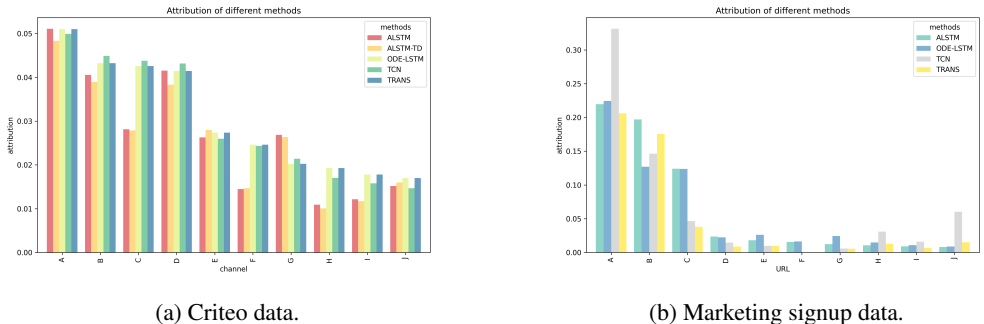 Attribution of different methods
methods
ALSTM
ALSTM-TD
ODE-LSTM
TCN
TRANS
attribution
0.05
0.04
0.03
0.02
0.01
0.00
A B C D E F G H I J
channel
(a) Criteo data.
Attribution of different methods
methods
ALSTM
ODE-LSTM
TCN
TRANS
attribution
0.30
0.25
0.20
0.15
0.10
0.05
0.00
A B C D E F G H I J
URL
(b) Marketing signup data.